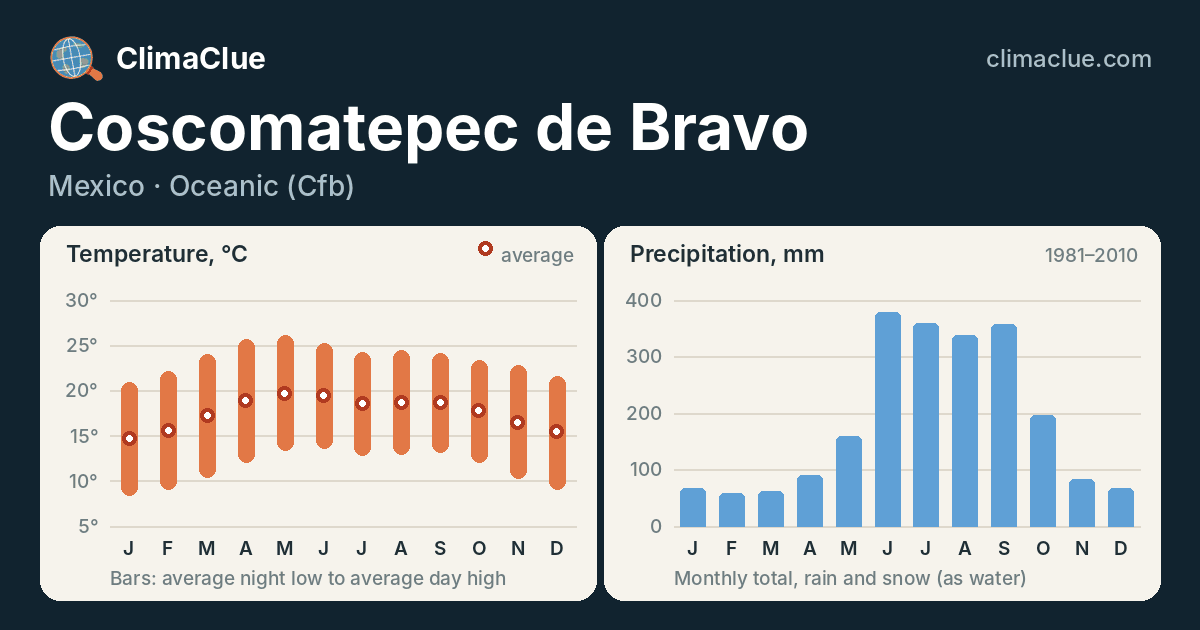 ClimaClue
climaclue.com
Coscomatepec de Bravo
Mexico · Oceanic (Cfb)
Temperature, °C
average
30°
25°
20°
15°
10°
5°
J F M A M J J A S O N D
Bars: average night low to average day high
Precipitation, mm
1981–2010
400
300
200
100
0
J F M A M J J A S O N D
Monthly total, rain and snow (as water)